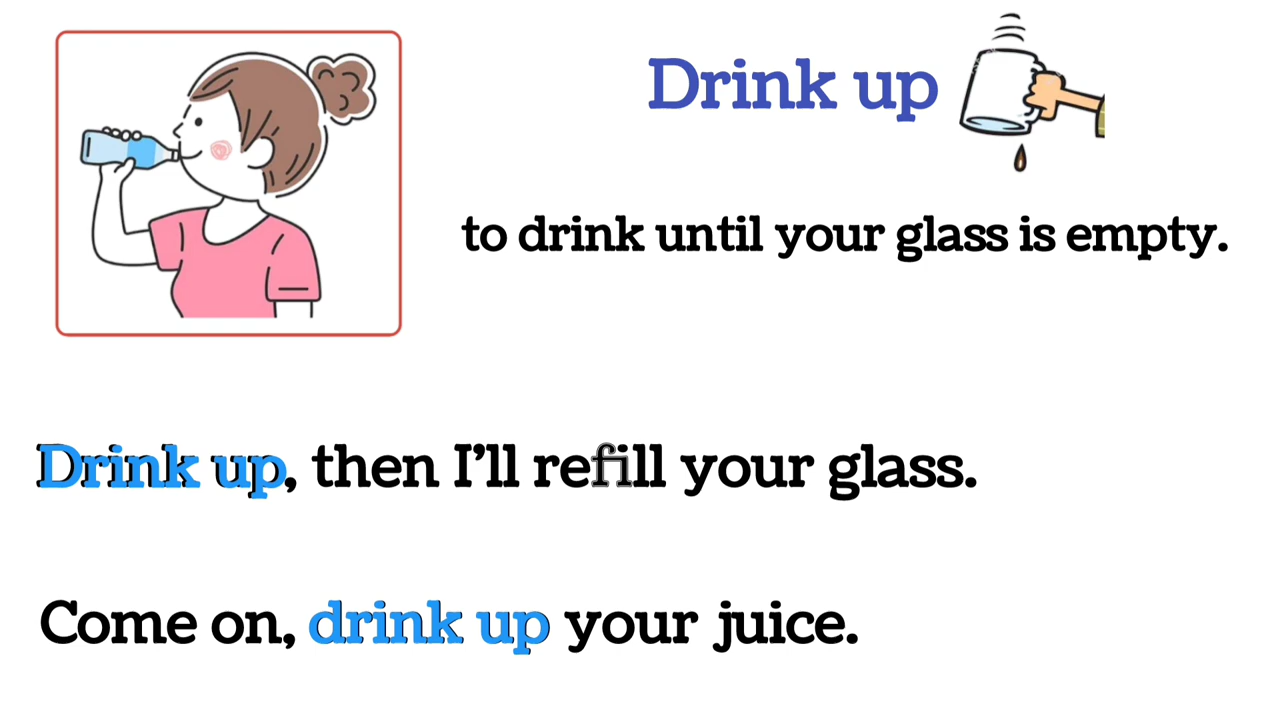 Drink up
to drink until your glass is empty.
Drink up, then I’ll refill your glass.
Come on, drink up your juice.